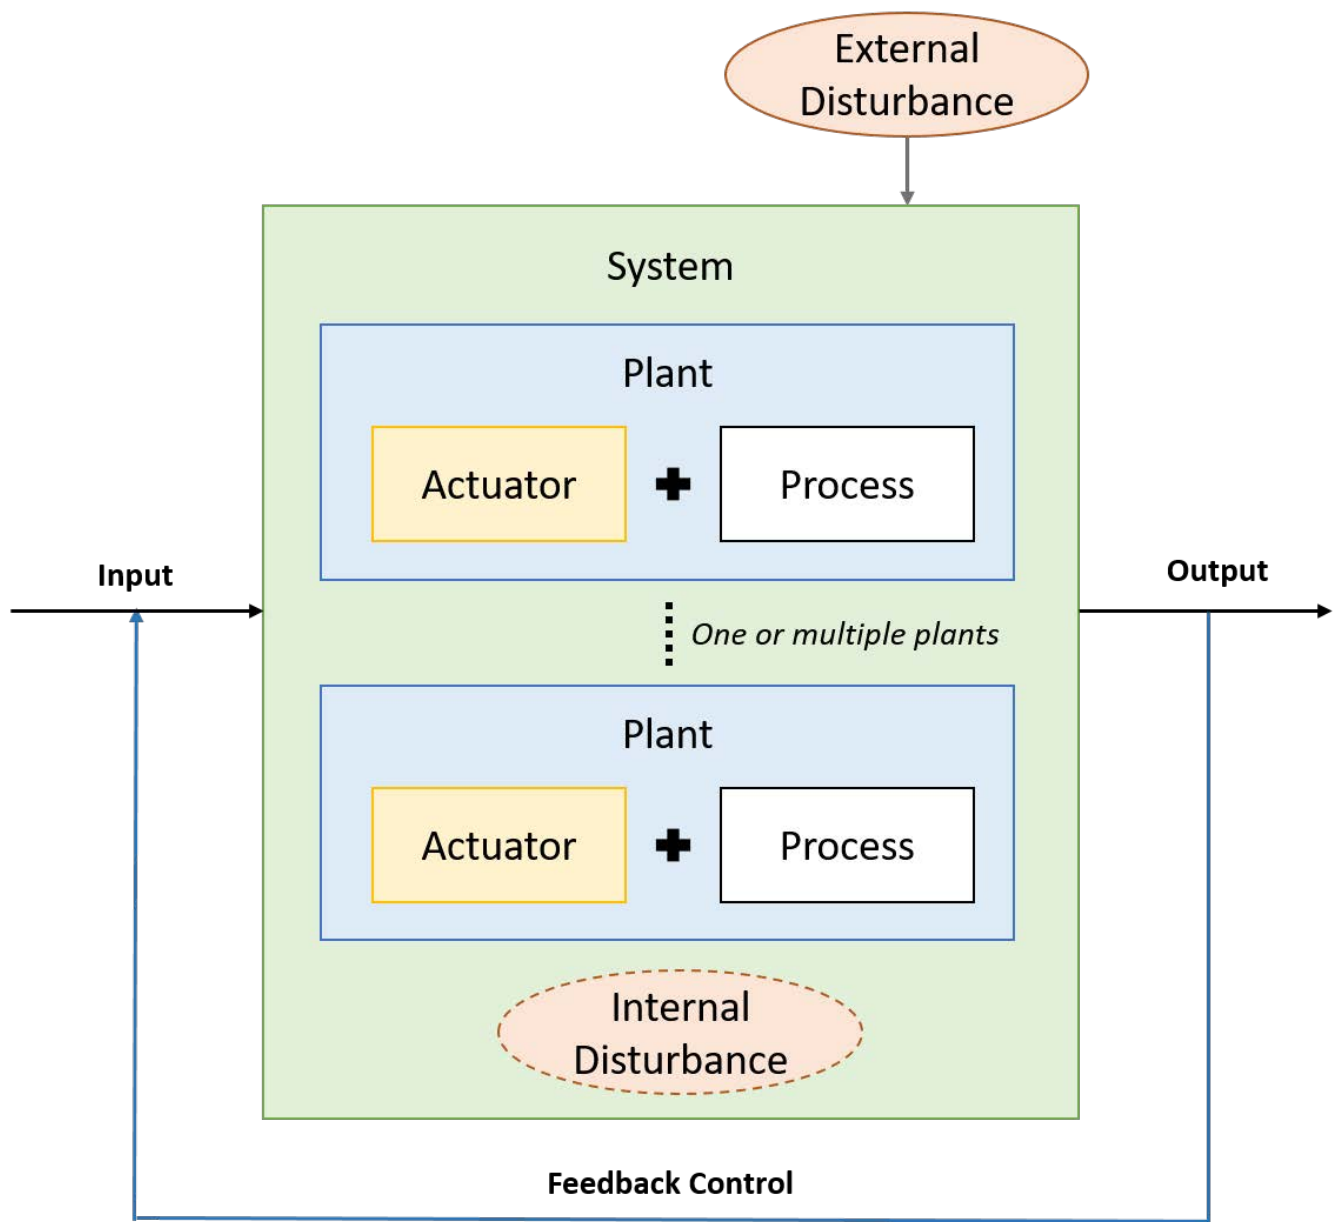 External
Disturbance
System
Plant
Actuator
Process
Input
Output
One or multiple plants
Plant
Actuator
Process
Internal
Disturbance
Feedback Control